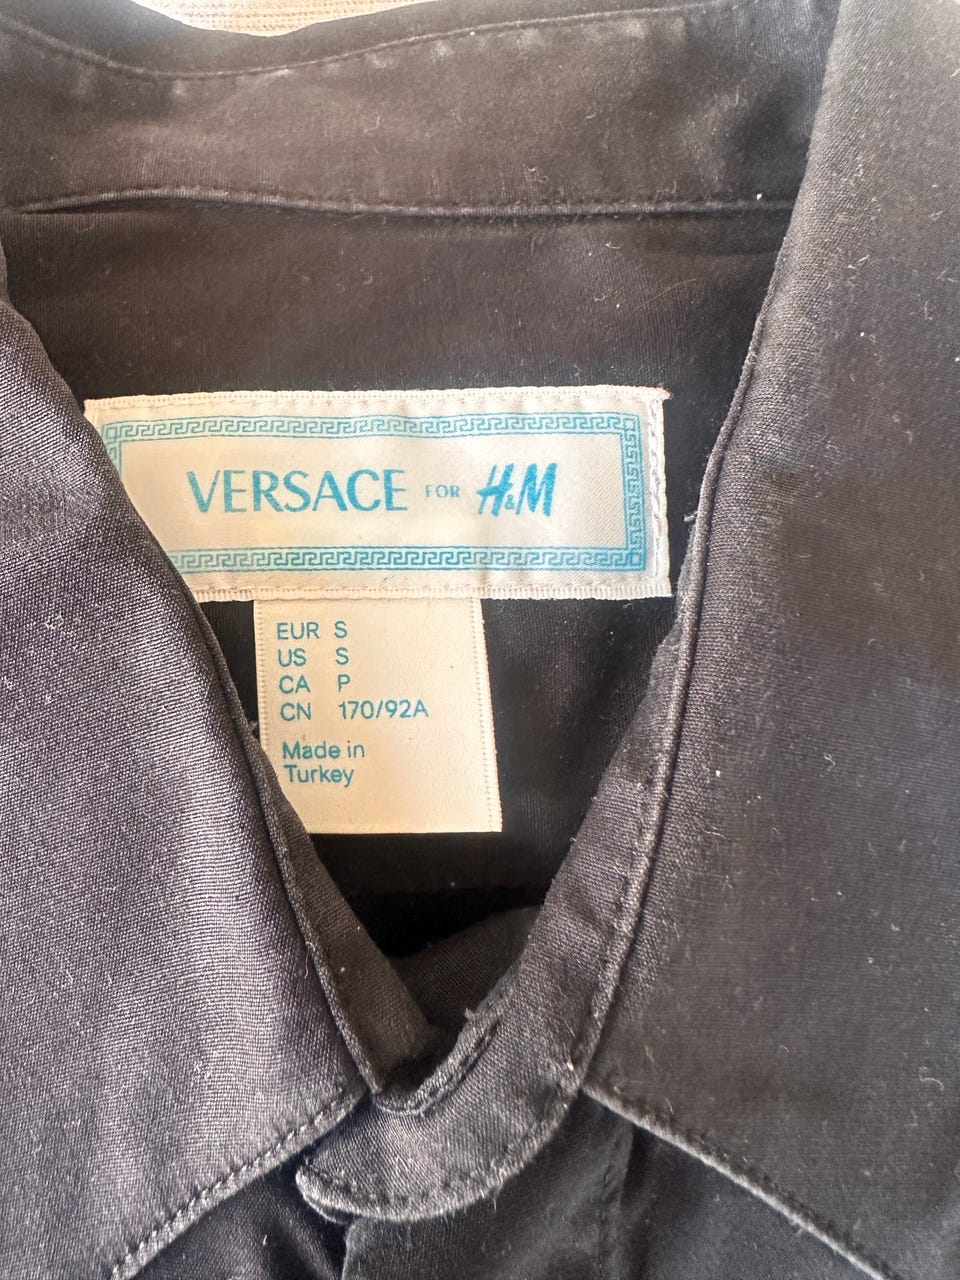 VERSACE FOR H&M
EUR S
US S
CA P
CN 170/92A
Made in
Turkey